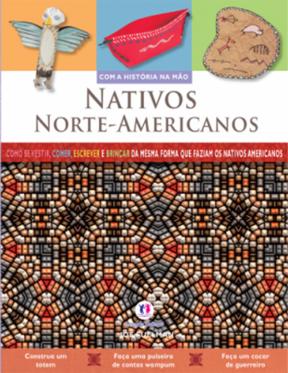 COM A HISTÓRIA NA MÃO
NATIVOS
NORTE-AMERICANOS
COMO SE VESTIR, COMER, ESCREVER E BRINCAR DA MESMA FORMA QUE FAZIAM OS NATIVOS AMERICANOS
Construa um totem
Faça uma pulseira de contas wampum
Faça um cocar de guerreiro